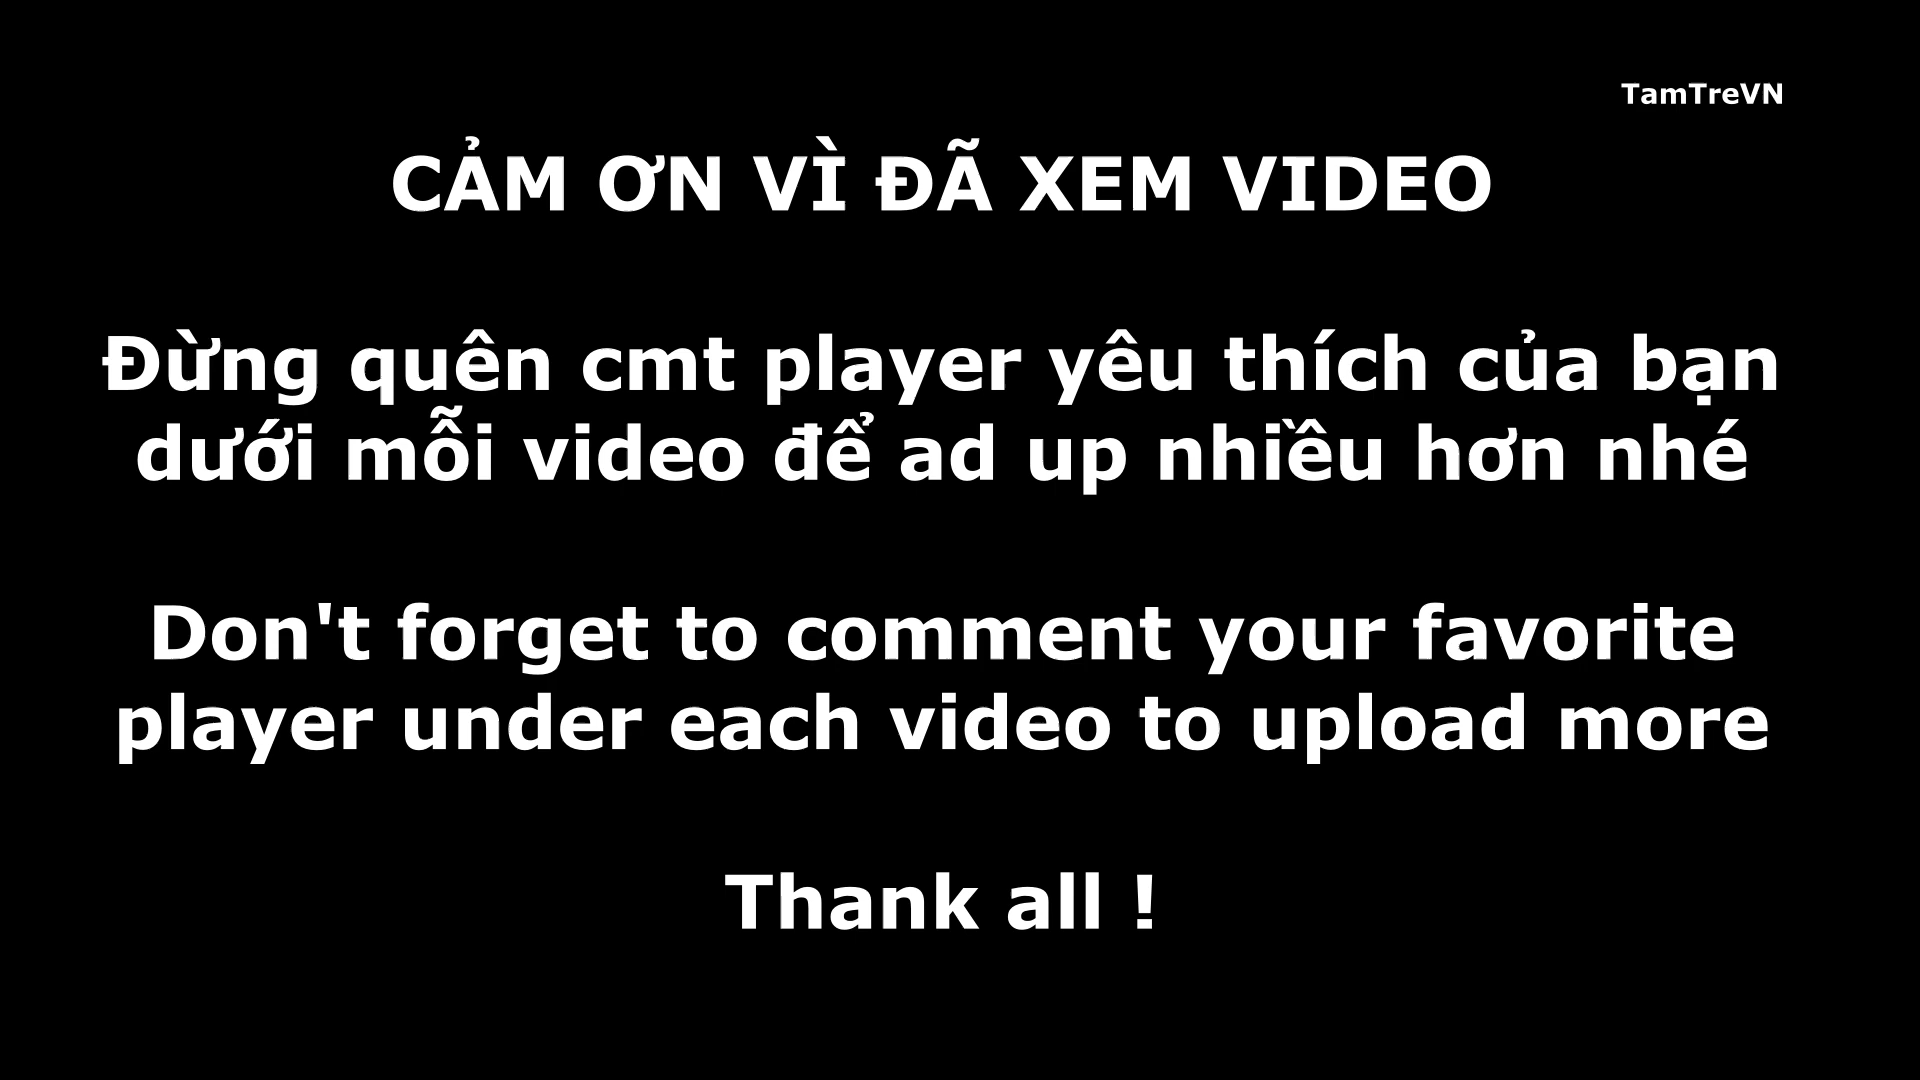 TamTreVN
CẢM ƠN VÌ ĐÃ XEM VIDEO
Đừng quên cmt player yêu thích của bạn
dưới mỗi video để ad up nhiều hơn nhé
Don't forget to comment your favorite
player under each video to upload more
Thank all !